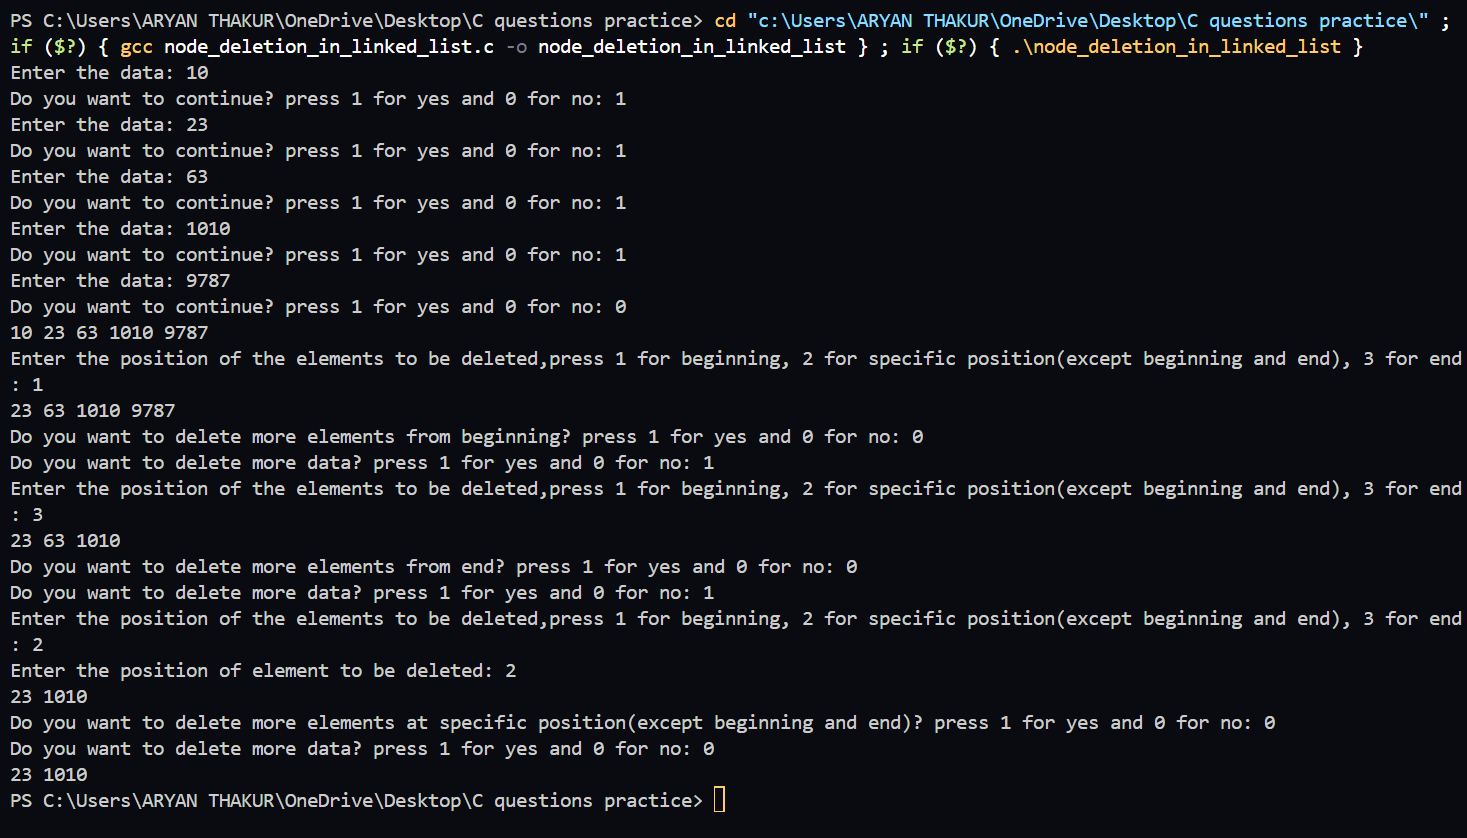 PS C:\Users\ARYAN THAKUR\OneDrive\Desktop\C questions practice> cd "c:\Users\ARYAN THAKUR\OneDrive\Desktop\C questions practice\" ;
if ($?) { gcc node_deletion_in_linked_list.c -o node_deletion_in_linked_list } ; if ($?) { .\node_deletion_in_linked_list }
Enter the data: 10
Do you want to continue? press 1 for yes and 0 for no: 1
Enter the data: 23
Do you want to continue? press 1 for yes and 0 for no: 1
Enter the data: 63
Do you want to continue? press 1 for yes and 0 for no: 1
Enter the data: 1010
Do you want to continue? press 1 for yes and 0 for no: 1
Enter the data: 9787
Do you want to continue? press 1 for yes and 0 for no: 0
10 23 63 1010 9787
Enter the position of the elements to be deleted,press 1 for beginning, 2 for specific position(except beginning and end), 3 for end
: 1
23 63 1010 9787
Do you want to delete more elements from beginning? press 1 for yes and 0 for no: 0
Do you want to delete more data? press 1 for yes and 0 for no: 1
Enter the position of the elements to be deleted,press 1 for beginning, 2 for specific position(except beginning and end), 3 for end
: 3
23 63 1010
Do you want to delete more elements from end? press 1 for yes and 0 for no: 0
Do you want to delete more data? press 1 for yes and 0 for no: 1
Enter the position of the elements to be deleted,press 1 for beginning, 2 for specific position(except beginning and end), 3 for end
: 2
Enter the position of element to be deleted: 2
23 1010
Do you want to delete more elements at specific position(except beginning and end)? press 1 for yes and 0 for no: 0
Do you want to delete more data? press 1 for yes and 0 for no: 0
23 1010
PS C:\Users\ARYAN THAKUR\OneDrive\Desktop\C questions practice>